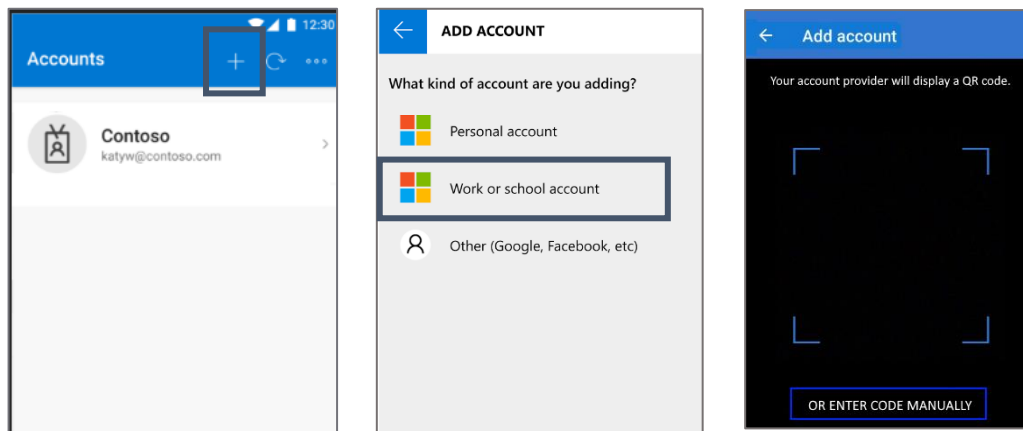 12:30
Accounts
Contoso
katyw@contoso.com
ADD ACCOUNT
What kind of account are you adding?
Personal account
Work or school account
Other (Google, Facebook, etc)
Add account
Your account provider will display a QR code.
OR ENTER CODE MANUALLY